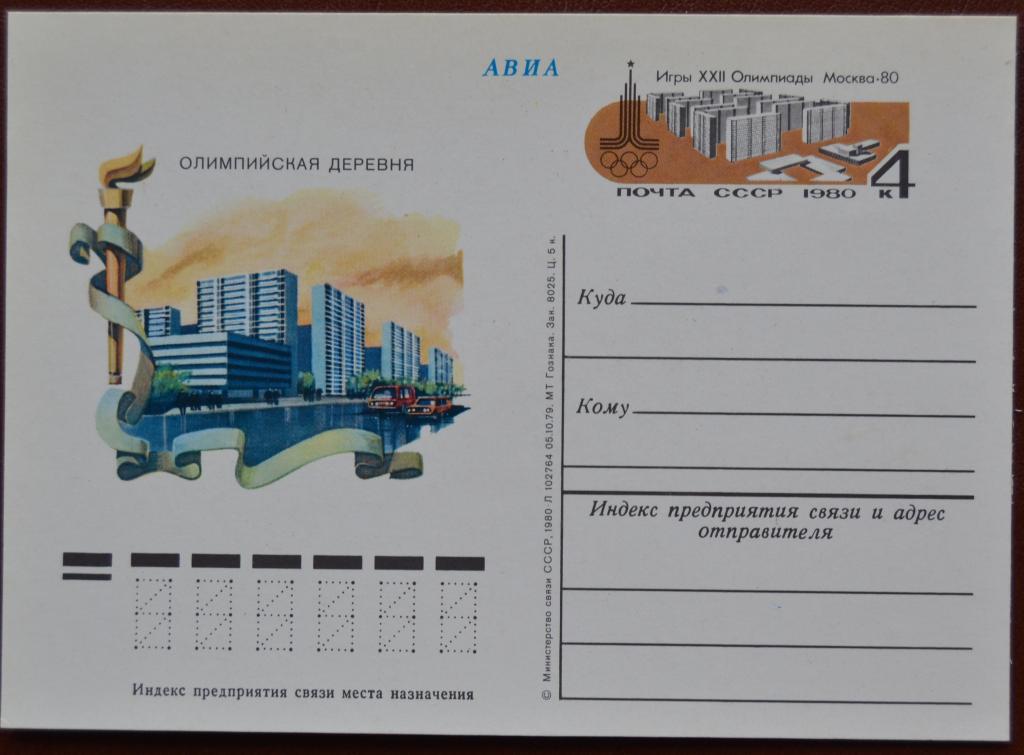 АВИА
Игры XXII Олимпиады Москва·80
ПОЧТА СССР 1980
4
к
ОЛИМПИЙСКАЯ ДЕРЕВНЯ
Куда
Кому
Индекс предприятия связи и адрес
отправителя
© Министерство связи СССР, 1980 · Л 102764 05.10.79. МТ Гознака. Зак. 8025. Ц. 5 к.
Индекс предприятия связи места назначения